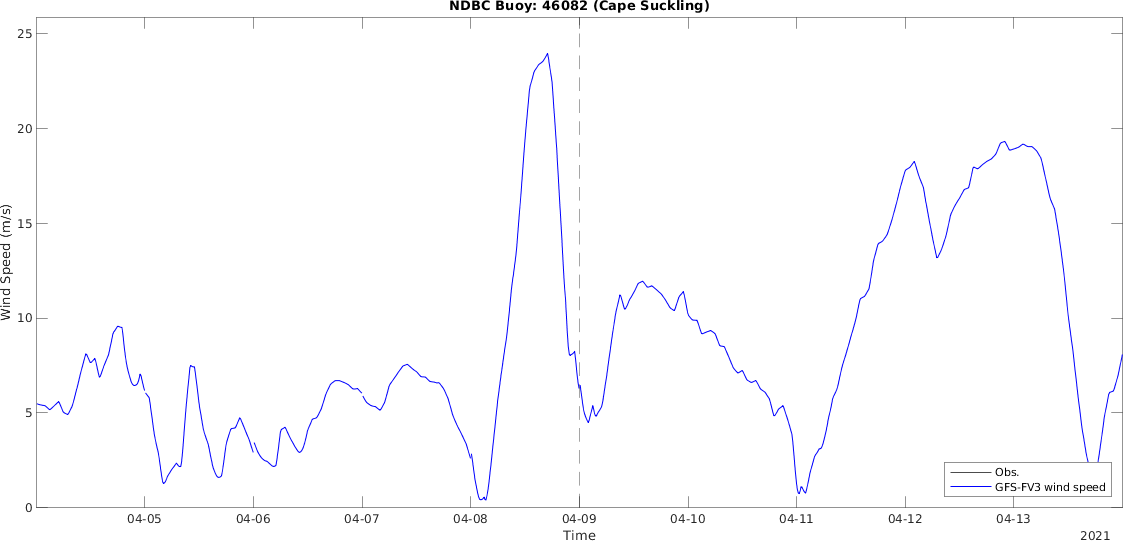 NDBC Buoy: 46082 (Cape Suckling)
25
20
15
10
5
0
Wind Speed (m/s)
04-05 04-06 04-07 04-08 04-09 04-10 04-11 04-12 04-13
Time
2021
Obs.
GFS-FV3 wind speed